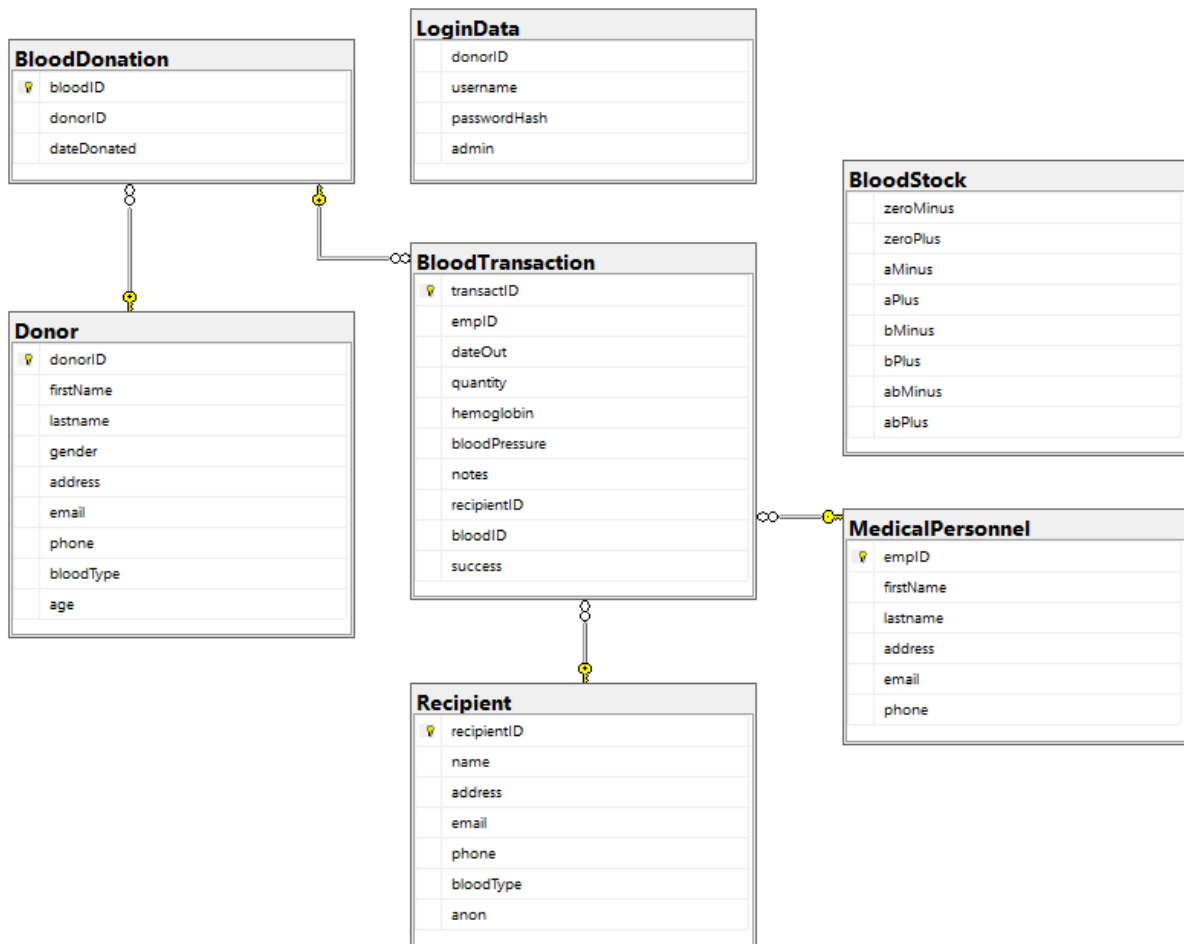 BloodDonation
bloodID
donorID
dateDonated
LoginData
donorID
username
passwordHash
admin
BloodStock
zeroMinus
zeroPlus
aMinus
aPlus
bMinus
bPlus
abMinus
abPlus
BloodTransaction
transactID
empID
dateOut
quantity
hemoglobin
bloodPressure
notes
recipientID
bloodID
success
Donor
donorID
firstName
lastname
gender
address
email
phone
bloodType
age
MedicalPersonnel
empID
firstName
lastname
address
email
phone
Recipient
recipientID
name
address
email
phone
bloodType
anon